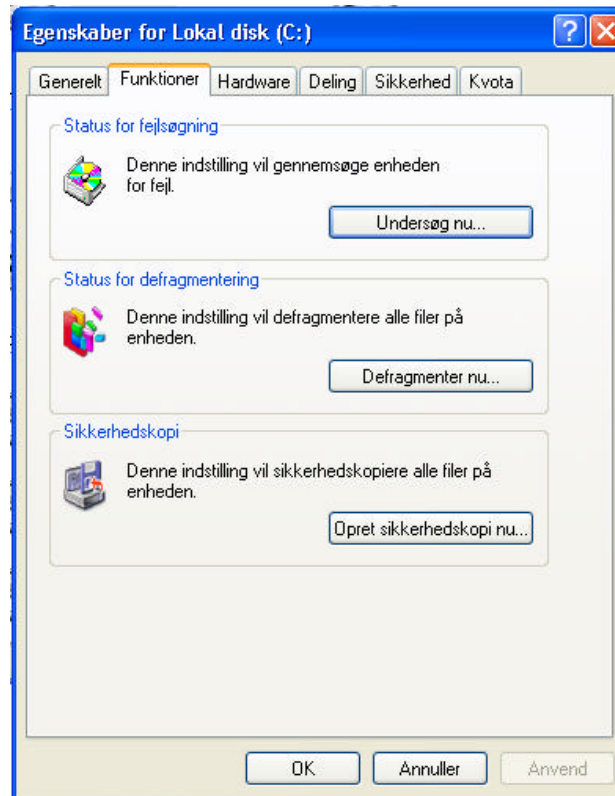 Egenskaber for Lokal disk (C:)
Generelt Funktioner Hardware Deling Sikkerhed Kvota
Status for fejlsøgning
Denne indstilling vil gennemsøge enheden
for fejl.
Undersøg nu...
Status for defragmentering
Denne indstilling vil defragmentere alle filer på
enheden.
Defragmenter nu...
Sikkerhedskopi
Denne indstilling vil sikkerhedskopiere alle filer på
enheden.
Opret sikkerhedskopi nu...
OK Annuller Anvend